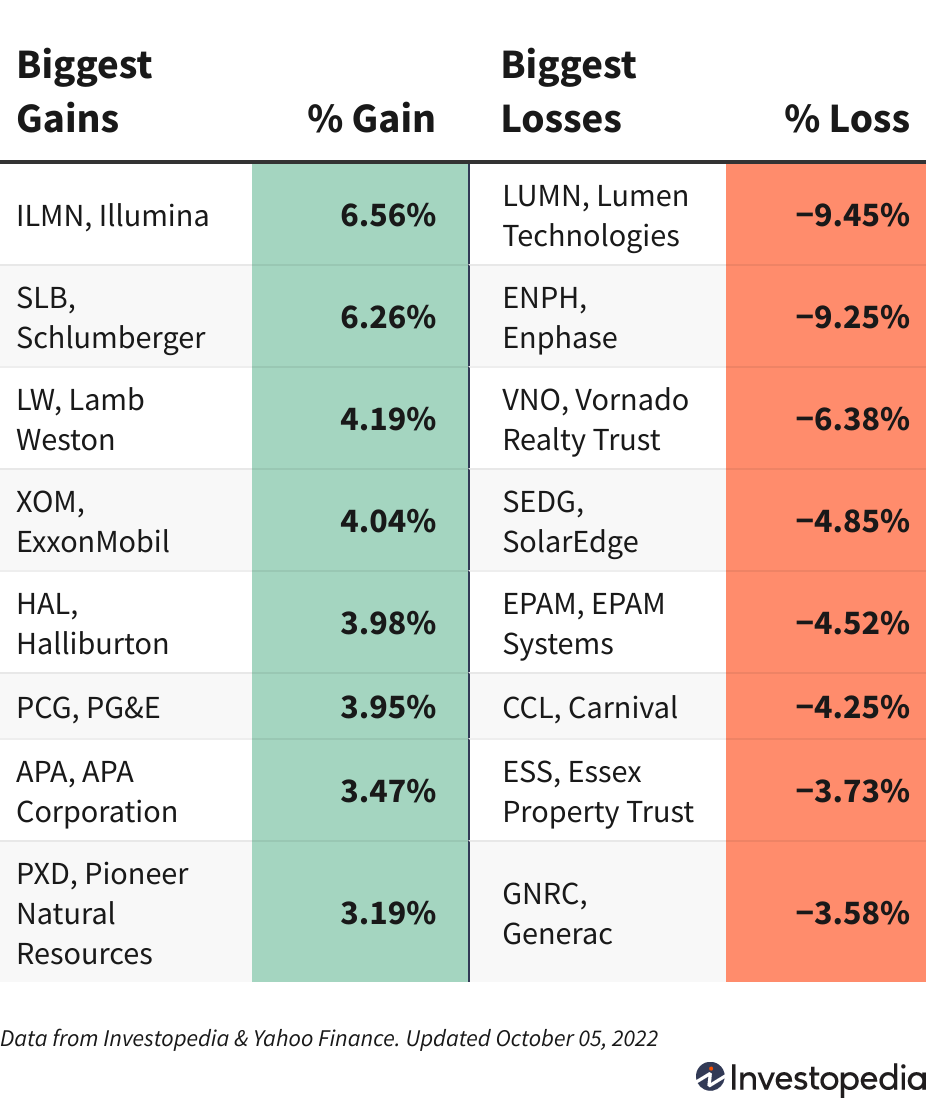 Biggest Gains % Gain Biggest Losses % Loss
ILMN, Illumina 6.56% LUMN, Lumen Technologies −9.45%
SLB, Schlumberger 6.26% ENPH, Enphase −9.25%
LW, Lamb Weston 4.19% VNO, Vornado Realty Trust −6.38%
XOM, ExxonMobil 4.04% SEDG, SolarEdge −4.85%
HAL, Halliburton 3.98% EPAM, EPAM Systems −4.52%
PCG, PG&E 3.95% CCL, Carnival −4.25%
APA, APA Corporation 3.47% ESS, Essex Property Trust −3.73%
PXD, Pioneer Natural Resources 3.19% GNRC, Generac −3.58%
Data from Investopedia & Yahoo Finance. Updated October 05, 2022
Investopedia